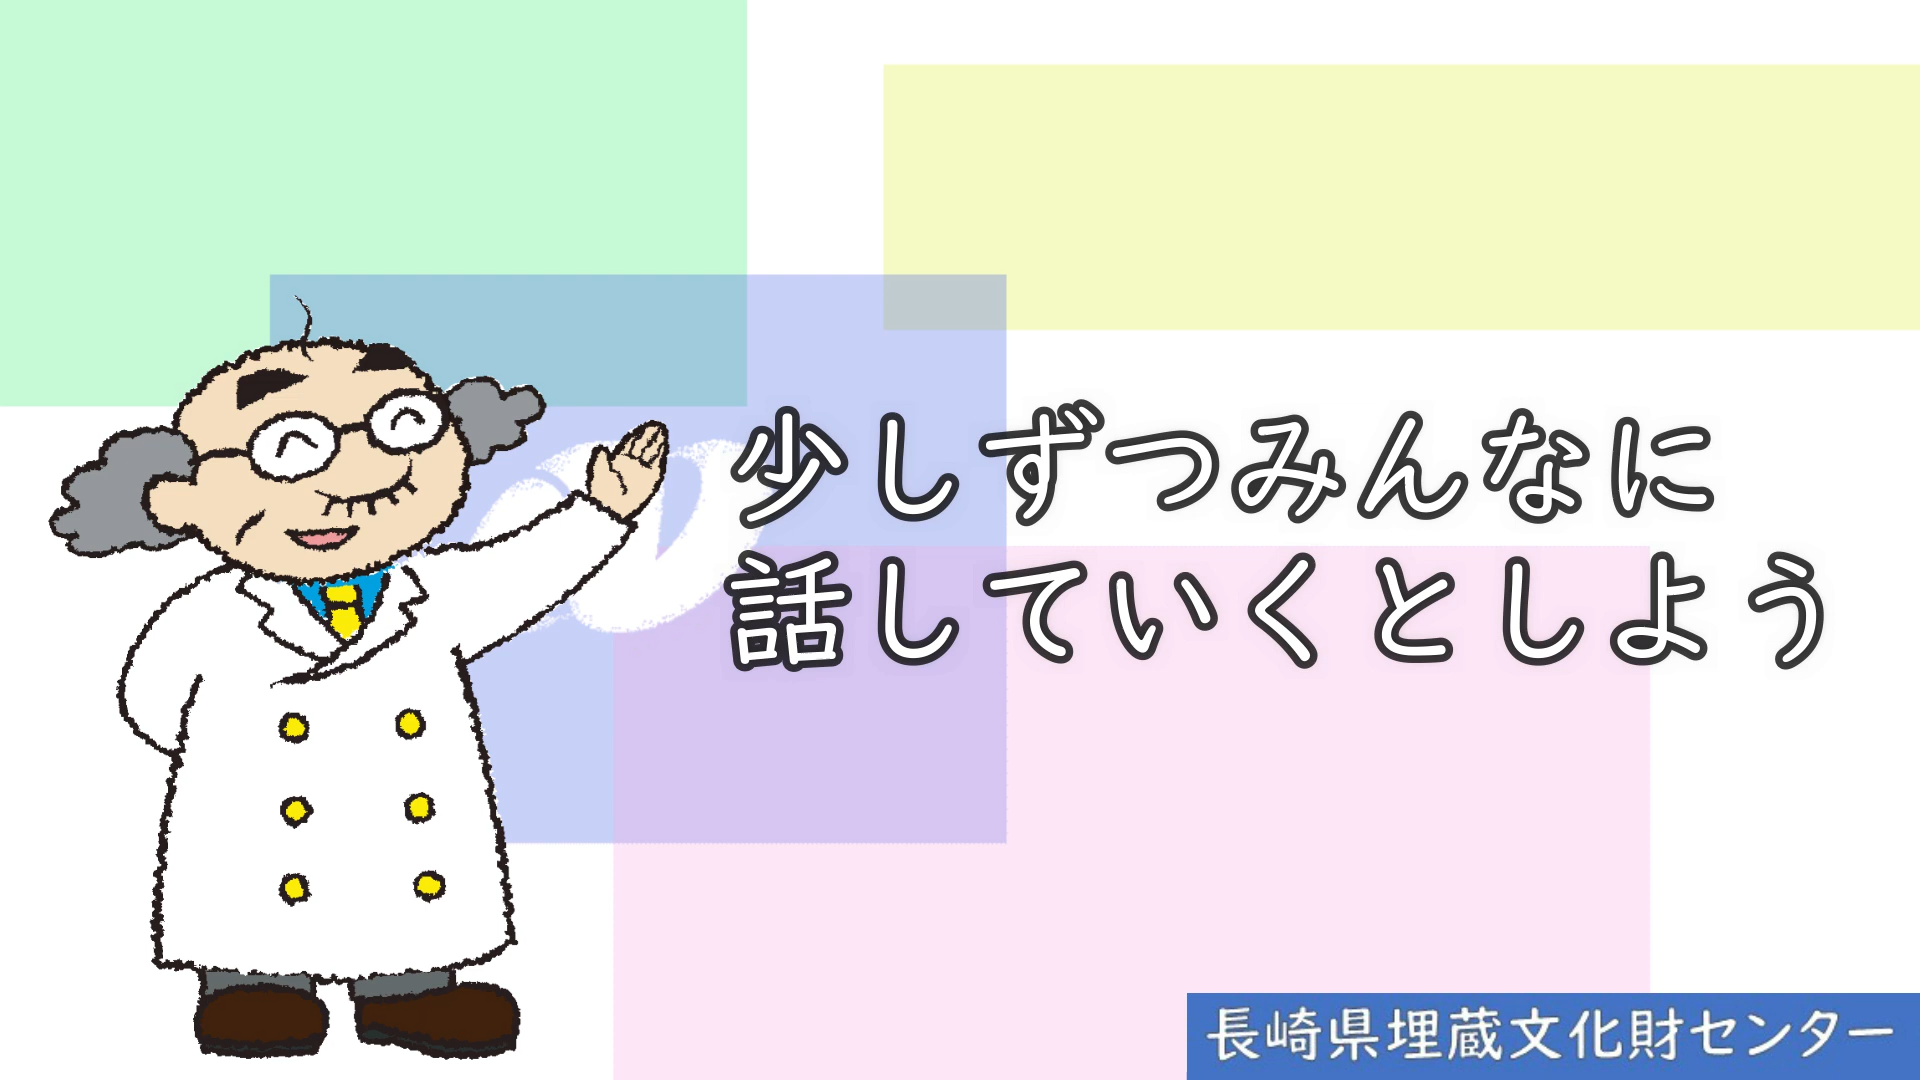 少しずつみんなに
話していくとしよう
長崎県埋蔵文化財センター